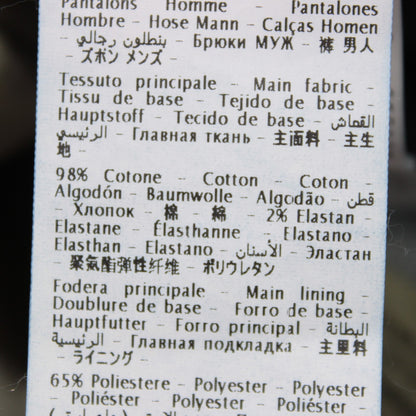 Pantalons Homme - Pantalones
Hombre - Hose Mann - Calças Homen
- بنطلون رجالي - Брюки МУЖ - 裤 男人
- ズボン メンズ -
Tessuto principale - Main fabric -
Tissu de base - Tejido de base -
Hauptstoff - Tecido de base - القماش
الرئيسي - Главная ткань - 主面料 - 主生
地 -
98% Cotone - Cotton - Coton -
Algodón - Baumwolle - Algodão - قطن
- Хлопок - 棉 - 綿 - 2% Elastan -
Elastane - Élasthanne - Elastano -
Elasthan - Elastano - الأستان - Эластан
- 聚氨酯弹性纤维 - ポリウレタン
Fodera principale - Main lining -
Doublure de base - Forro de base -
Hauptfutter - Forro principal - البطانة
الرئيسية - Главная подкладка - 主里料
- ライニング -
65% Poliestere - Polyester - Polyester
- Poliéster - Polyester - Poliéster -